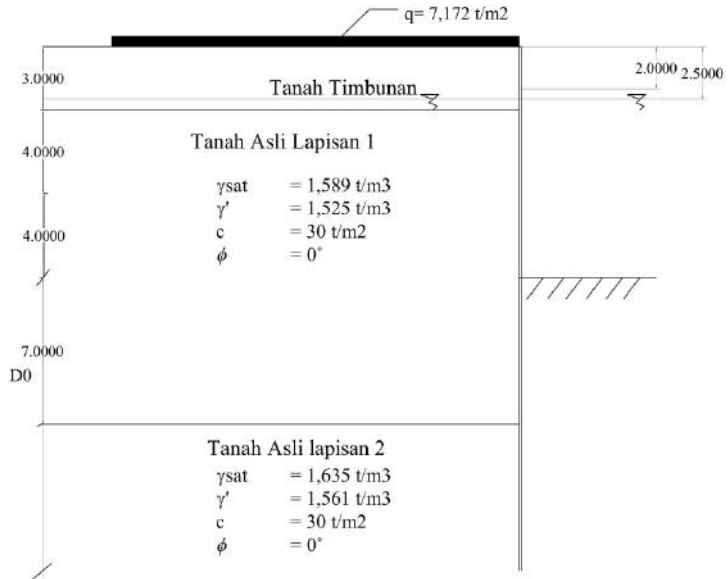 q= 7,172 t/m2
3.0000
2.0000
2.5000
Tanah Timbunan
4.0000
Tanah Asli Lapisan 1
γsat = 1,589 t/m3
γ' = 1,525 t/m3
c = 30 t/m2
ϕ = 0°
4.0000
7.0000
D0
Tanah Asli lapisan 2
γsat = 1,635 t/m3
γ' = 1,561 t/m3
c = 30 t/m2
ϕ = 0°